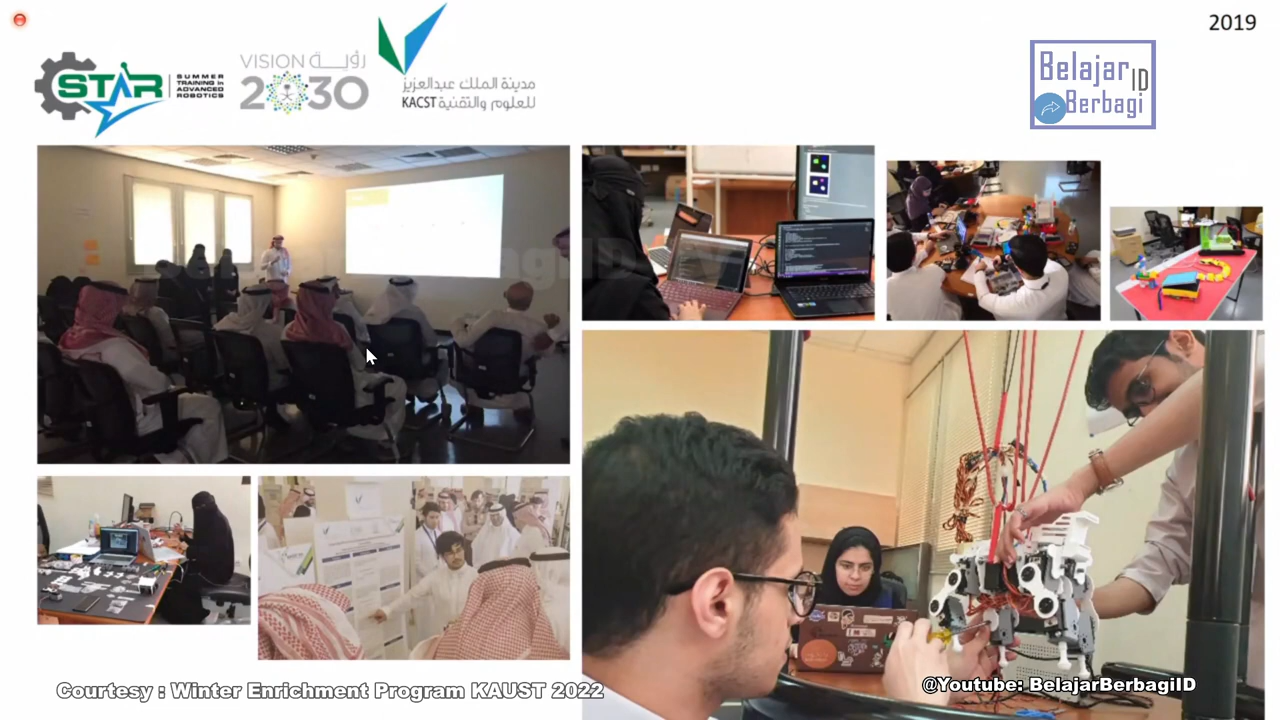 2019
STAR
SUMMER
TRAINING in
ADVANCED
ROBOTICS
VISION رؤيـــة
2030
مدينة الملك عبدالعزيز
للعلوم والتقنية KACST
Belajar
ID
Berbagi
Courtesy : Winter Enrichment Program KAUST 2022
@Youtube: BelajarBerbagiID